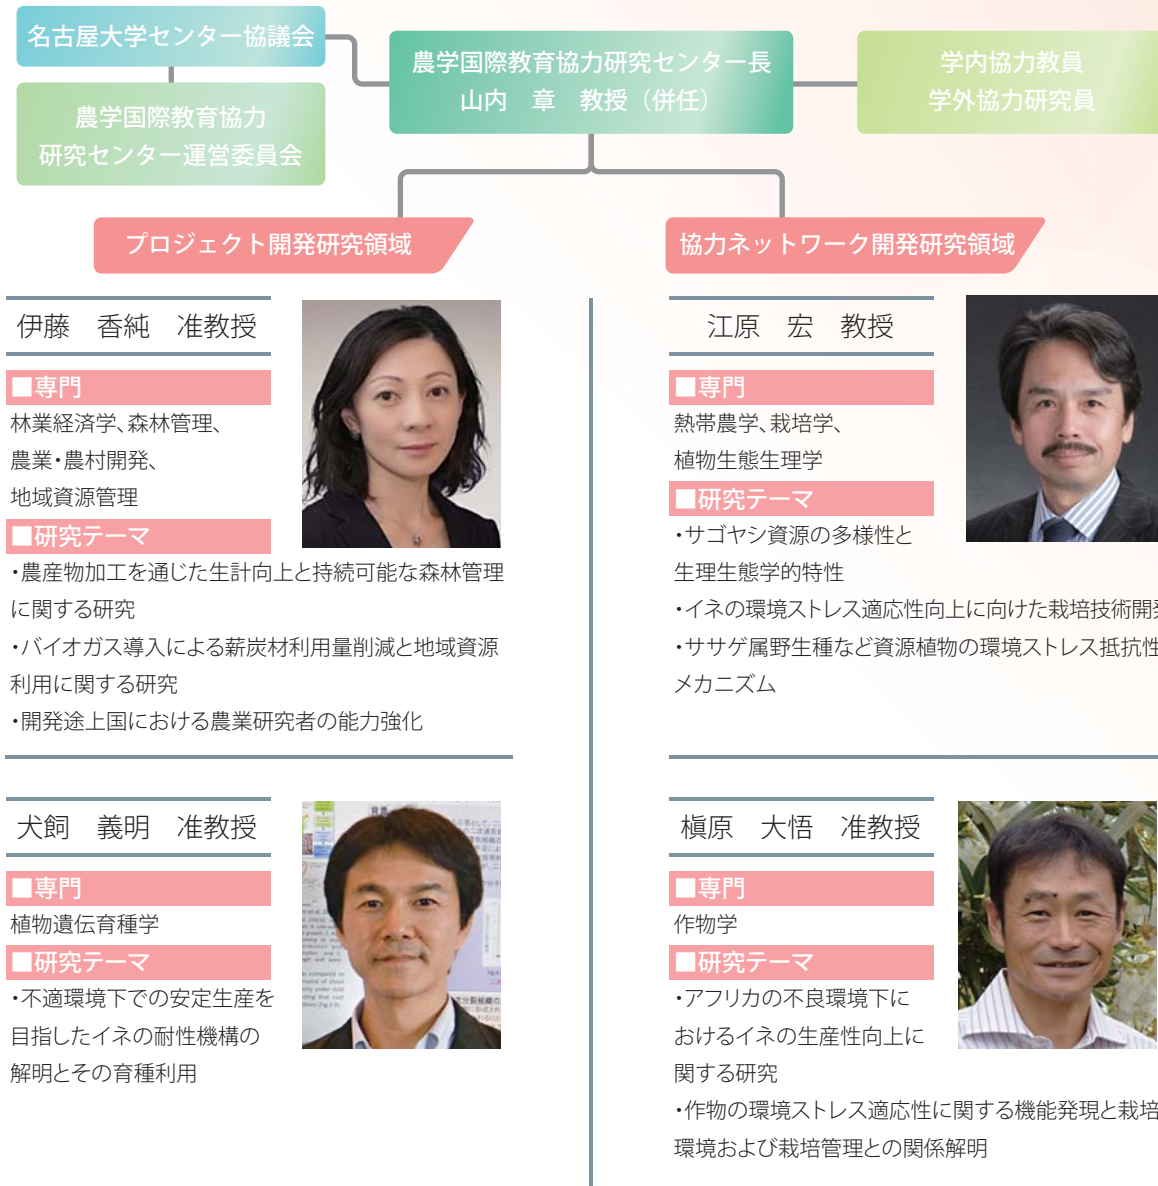 名古屋大学センター協議会
農学国際教育協力
研究センター運営委員会
農学国際教育協力研究センター長
山内　章　教授（併任）
学内協力教員
学外協力研究員
プロジェクト開発研究領域
協力ネットワーク開発研究領域
伊藤　香純　准教授
■専門
林業経済学、森林管理、
農業・農村開発、
地域資源管理
■研究テーマ
・農産物加工を通じた生計向上と持続可能な森林管理
に関する研究
・バイオガス導入による薪炭材利用量削減と地域資源
利用に関する研究
・開発途上国における農業研究者の能力強化
犬飼　義明　准教授
■専門
植物遺伝育種学
■研究テーマ
・不適環境下での安定生産を
目指したイネの耐性機構の
解明とその育種利用
江原　宏　教授
■専門
熱帯農学、栽培学、
植物生態生理学
■研究テーマ
・サゴヤシ資源の多様性と
生理生態学的特性
・イネの環境ストレス適応性向上に向けた栽培技術開
・ササゲ属野生種など資源植物の環境ストレス抵抗性
メカニズム
槇原　大悟　准教授
■専門
作物学
■研究テーマ
・アフリカの不良環境下に
おけるイネの生産性向上に
関する研究
・作物の環境ストレス適応性に関する機能発現と栽培
環境および栽培管理との関係解明